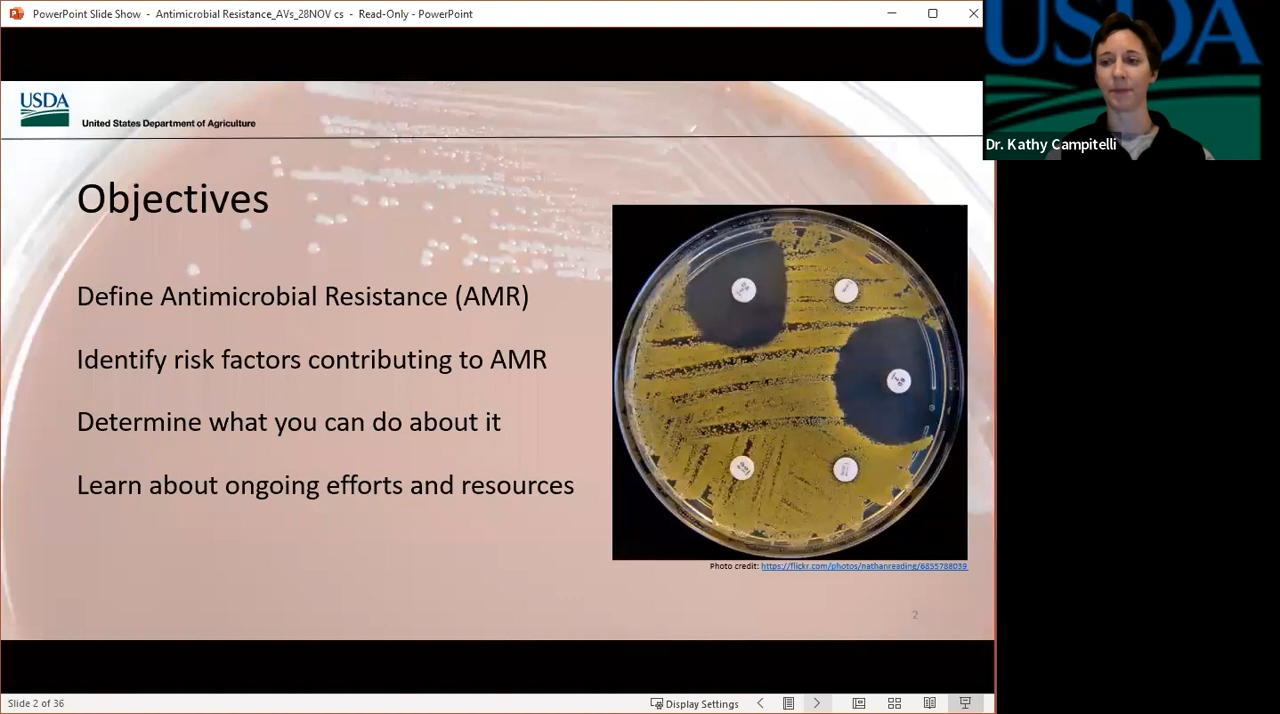 PowerPoint Slide Show - Antimicrobial Resistance_AVs_28NOV cs - Read-Only - PowerPoint
USDA
Dr. Kathy Campitelli
USDA
United States Department of Agriculture
Objectives
Define Antimicrobial Resistance (AMR)
Identify risk factors contributing to AMR
Determine what you can do about it
Learn about ongoing efforts and resources
Photo credit: https://flickr.com/photos/nathanreading/6855788039
2
Slide 2 of 36
Display Settings